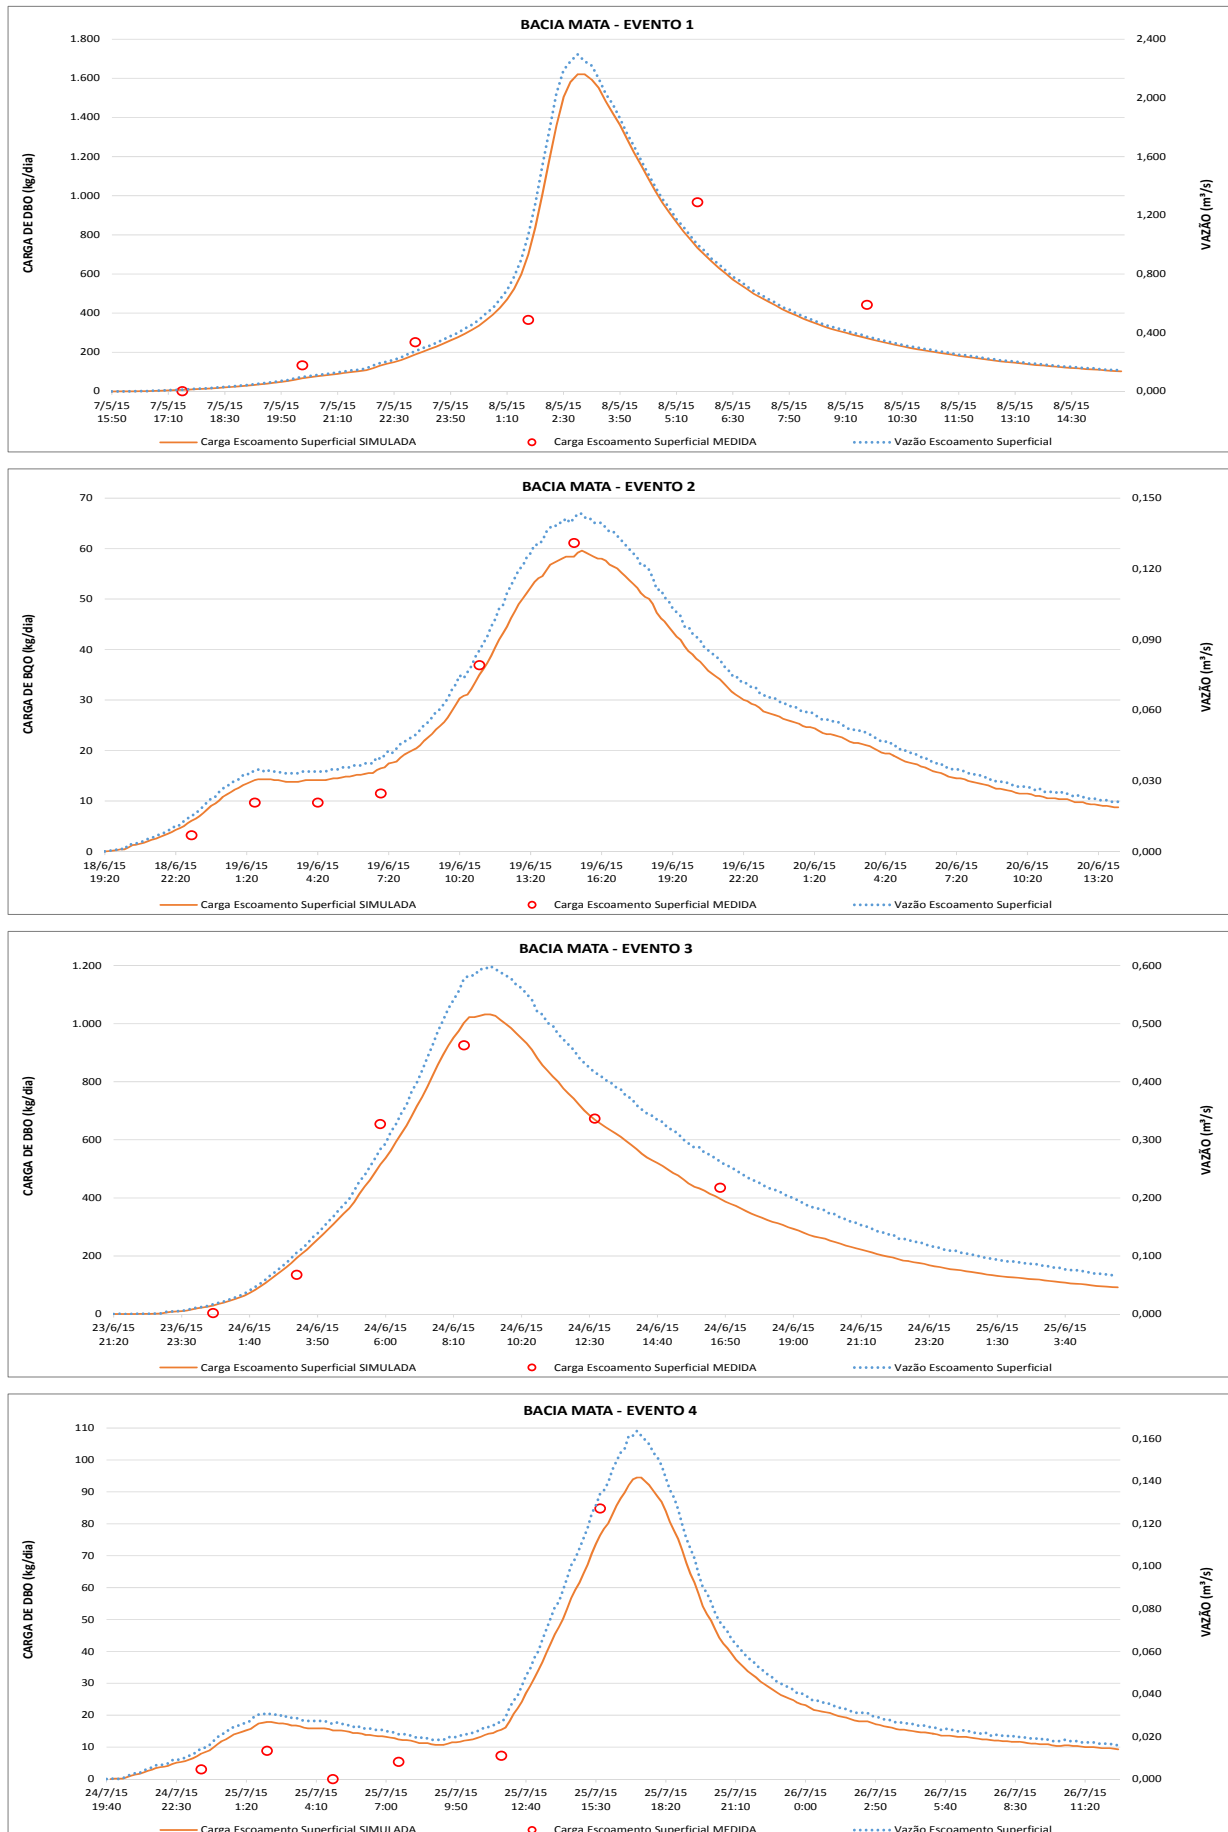 BACIA MATA - EVENTO 1
CARGA DE DBO (kg/dia)
1.800
1.600
1.400
1.200
1.000
800
600
400
200
0
2,400
2,000
1,600
1,200
0,800
0,400
0,000
VAZÃO (m³/s)
7/5/15 7/5/15 7/5/15 7/5/15 7/5/15 7/5/15 7/5/15 8/5/15 8/5/15 8/5/15 8/5/15 8/5/15 8/5/15 8/5/15 8/5/15 8/5/15 8/5/15 8/5/15
15:50 17:10 18:30 19:50 21:10 22:30 23:50 1:10 2:30 3:50 5:10 6:30 7:50 9:10 10:30 11:50 13:10 14:30
Carga Escoamento Superficial SIMULADA Carga Escoamento Superficial MEDIDA Vazão Escoamento Superficial
BACIA MATA - EVENTO 2
CARGA DE BQO (kg/dia)
70
60
50
40
30
20
10
0
0,150
0,120
0,090
0,060
0,030
0,000
VAZÃO (m³/s)
18/6/15 18/6/15 19/6/15 19/6/15 19/6/15 19/6/15 19/6/15 19/6/15 19/6/15 19/6/15 20/6/15 20/6/15 20/6/15 20/6/15 20/6/15
19:20 22:20 1:20 4:20 7:20 10:20 13:20 16:20 19:20 22:20 1:20 4:20 7:20 10:20 13:20
Carga Escoamento Superficial SIMULADA Carga Escoamento Superficial MEDIDA Vazão Escoamento Superficial
BACIA MATA - EVENTO 3
CARGA DE DBO (kg/dia)
1.200
1.000
800
600
400
200
0
0,600
0,500
0,400
0,300
0,200
0,100
0,000
VAZÃO (m³/s)
23/6/15 23/6/15 24/6/15 24/6/15 24/6/15 24/6/15 24/6/15 24/6/15 24/6/15 24/6/15 24/6/15 24/6/15 24/6/15 25/6/15 25/6/15
21:20 23:30 1:40 3:50 6:00 8:10 10:20 12:30 14:40 16:50 19:00 21:10 23:20 1:30 3:40
Carga Escoamento Superficial SIMULADA Carga Escoamento Superficial MEDIDA Vazão Escoamento Superficial
BACIA MATA - EVENTO 4
CARGA DE DBO (kg/dia)
110
100
90
80
70
60
50
40
30
20
10
0
0,160
0,140
0,120
0,100
0,080
0,060
0,040
0,020
0,000
VAZÃO (m³/s)
24/7/15 24/7/15 25/7/15 25/7/15 25/7/15 25/7/15 25/7/15 25/7/15 25/7/15 25/7/15 26/7/15 26/7/15 26/7/15 26/7/15 26/7/15
19:40 22:30 1:20 4:10 7:00 9:50 12:40 15:30 18:20 21:10 0:00 2:50 5:40 8:30 11:20
Carga Escoamento Superficial SIMULADA Carga Escoamento Superficial MEDIDA Vazão Escoamento Superficial